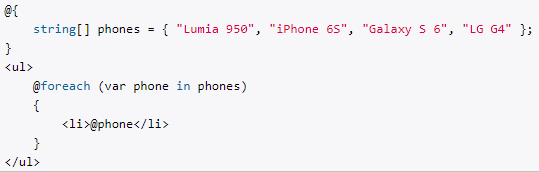 @{
    string[] phones = { "Lumia 950", "iPhone 6S", "Galaxy S 6", "LG G4" };
}
<ul>
    @foreach (var phone in phones)
    {
        <li>@phone</li>
    }
</ul>